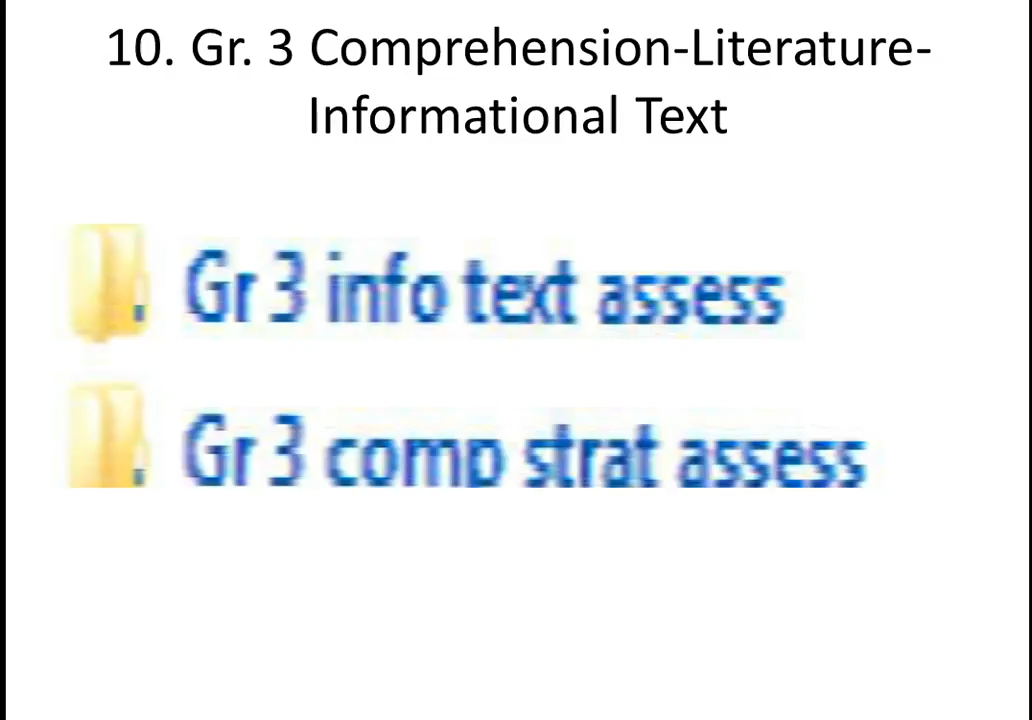 10. Gr. 3 Comprehension-Literature-
Informational Text
Gr 3 info text assess
Gr 3 comp strat assess